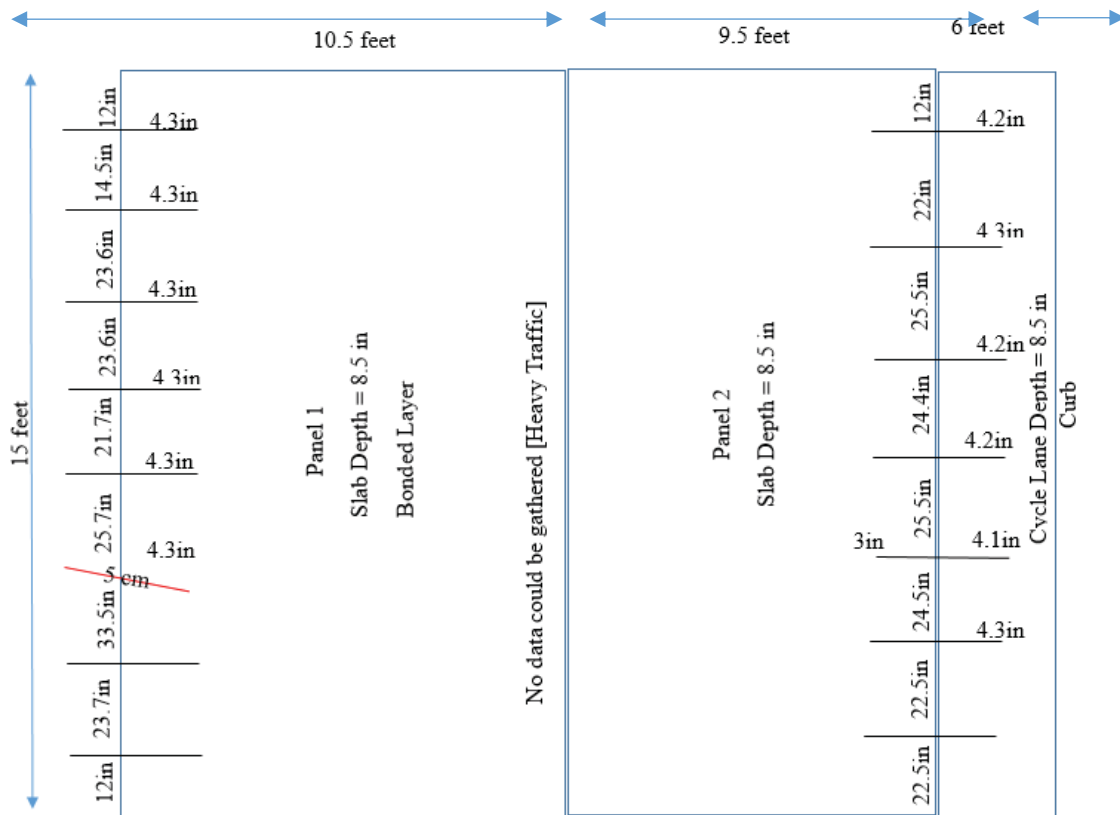 10.5 feet
9.5 feet
6 feet
15 feet
12in
14.5in
23.6in
23.6in
21.7in
25.7in
33.5in
23.7in
12in
4.3in
4.3in
4.3in
4.3in
4.3in
4.3in
5 cm
Panel 1
Slab Depth = 8.5 in
Bonded Layer
No data could be gathered [Heavy Traffic]
Panel 2
Slab Depth = 8.5 in
12in
22in
25.5in
24.4in
25.5in
24.5in
22.5in
22.5in
3in
4.2in
4.3in
4.2in
4.2in
4.1in
4.3in
Cycle Lane Depth = 8.5 in
Curb